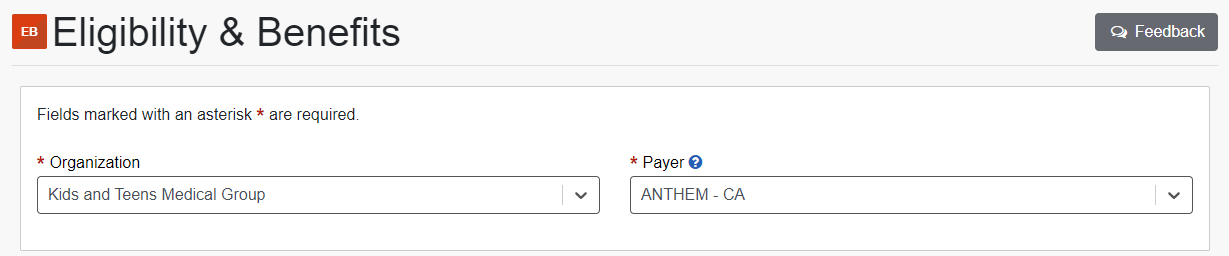 EB Eligibility & Benefits
Feedback
Fields marked with an asterisk * are required.
* Organization
* Payer ?
Kids and Teens Medical Group
ANTHEM - CA